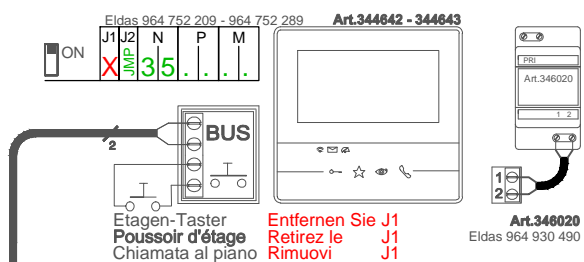 Eldas 964 752 209 - 964 752 289
Art.344642 - 344643
ON
J1 J2 N P M
X JMP 3 5 . . . .
PRI
Art.346020
1 2
BUS
2
1
2
Etagen-Taster Entfernen Sie J1
Poussoir d'étage Retirez le J1
Chiamata al piano Rimuovi J1
Art.346020
Eldas 964 930 490